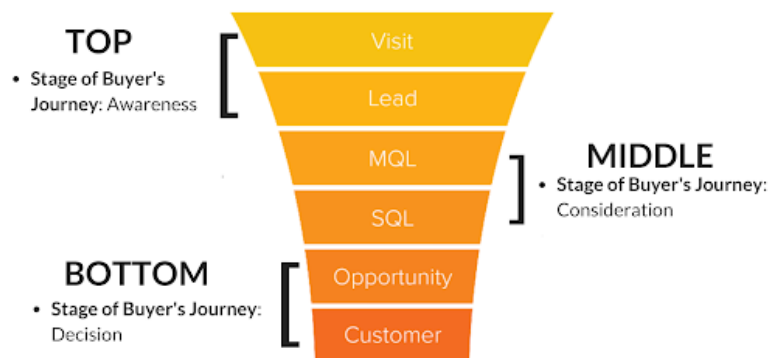 TOP
• Stage of Buyer's
Journey: Awareness
Visit
Lead
MQL
MIDDLE
• Stage of Buyer's Journey:
Consideration
SQL
BOTTOM
• Stage of Buyer's Journey:
Decision
Opportunity
Customer